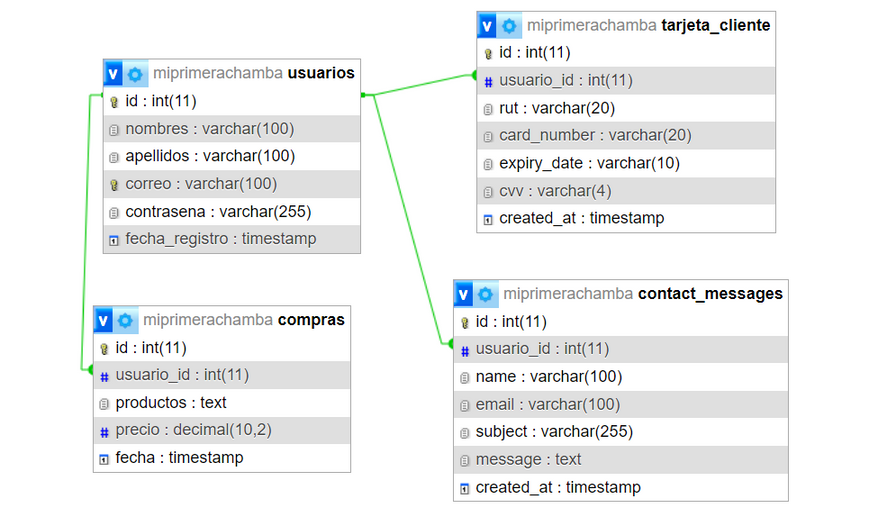 miprimerachamba usuarios
id : int(11)
nombres : varchar(100)
apellidos : varchar(100)
correo : varchar(100)
contrasena : varchar(255)
fecha_registro : timestamp
miprimerachamba tarjeta_cliente
id : int(11)
usuario_id : int(11)
rut : varchar(20)
card_number : varchar(20)
expiry_date : varchar(10)
cvv : varchar(4)
created_at : timestamp
miprimerachamba compras
id : int(11)
usuario_id : int(11)
productos : text
precio : decimal(10,2)
fecha : timestamp
miprimerachamba contact_messages
id : int(11)
usuario_id : int(11)
name : varchar(100)
email : varchar(100)
subject : varchar(255)
message : text
created_at : timestamp